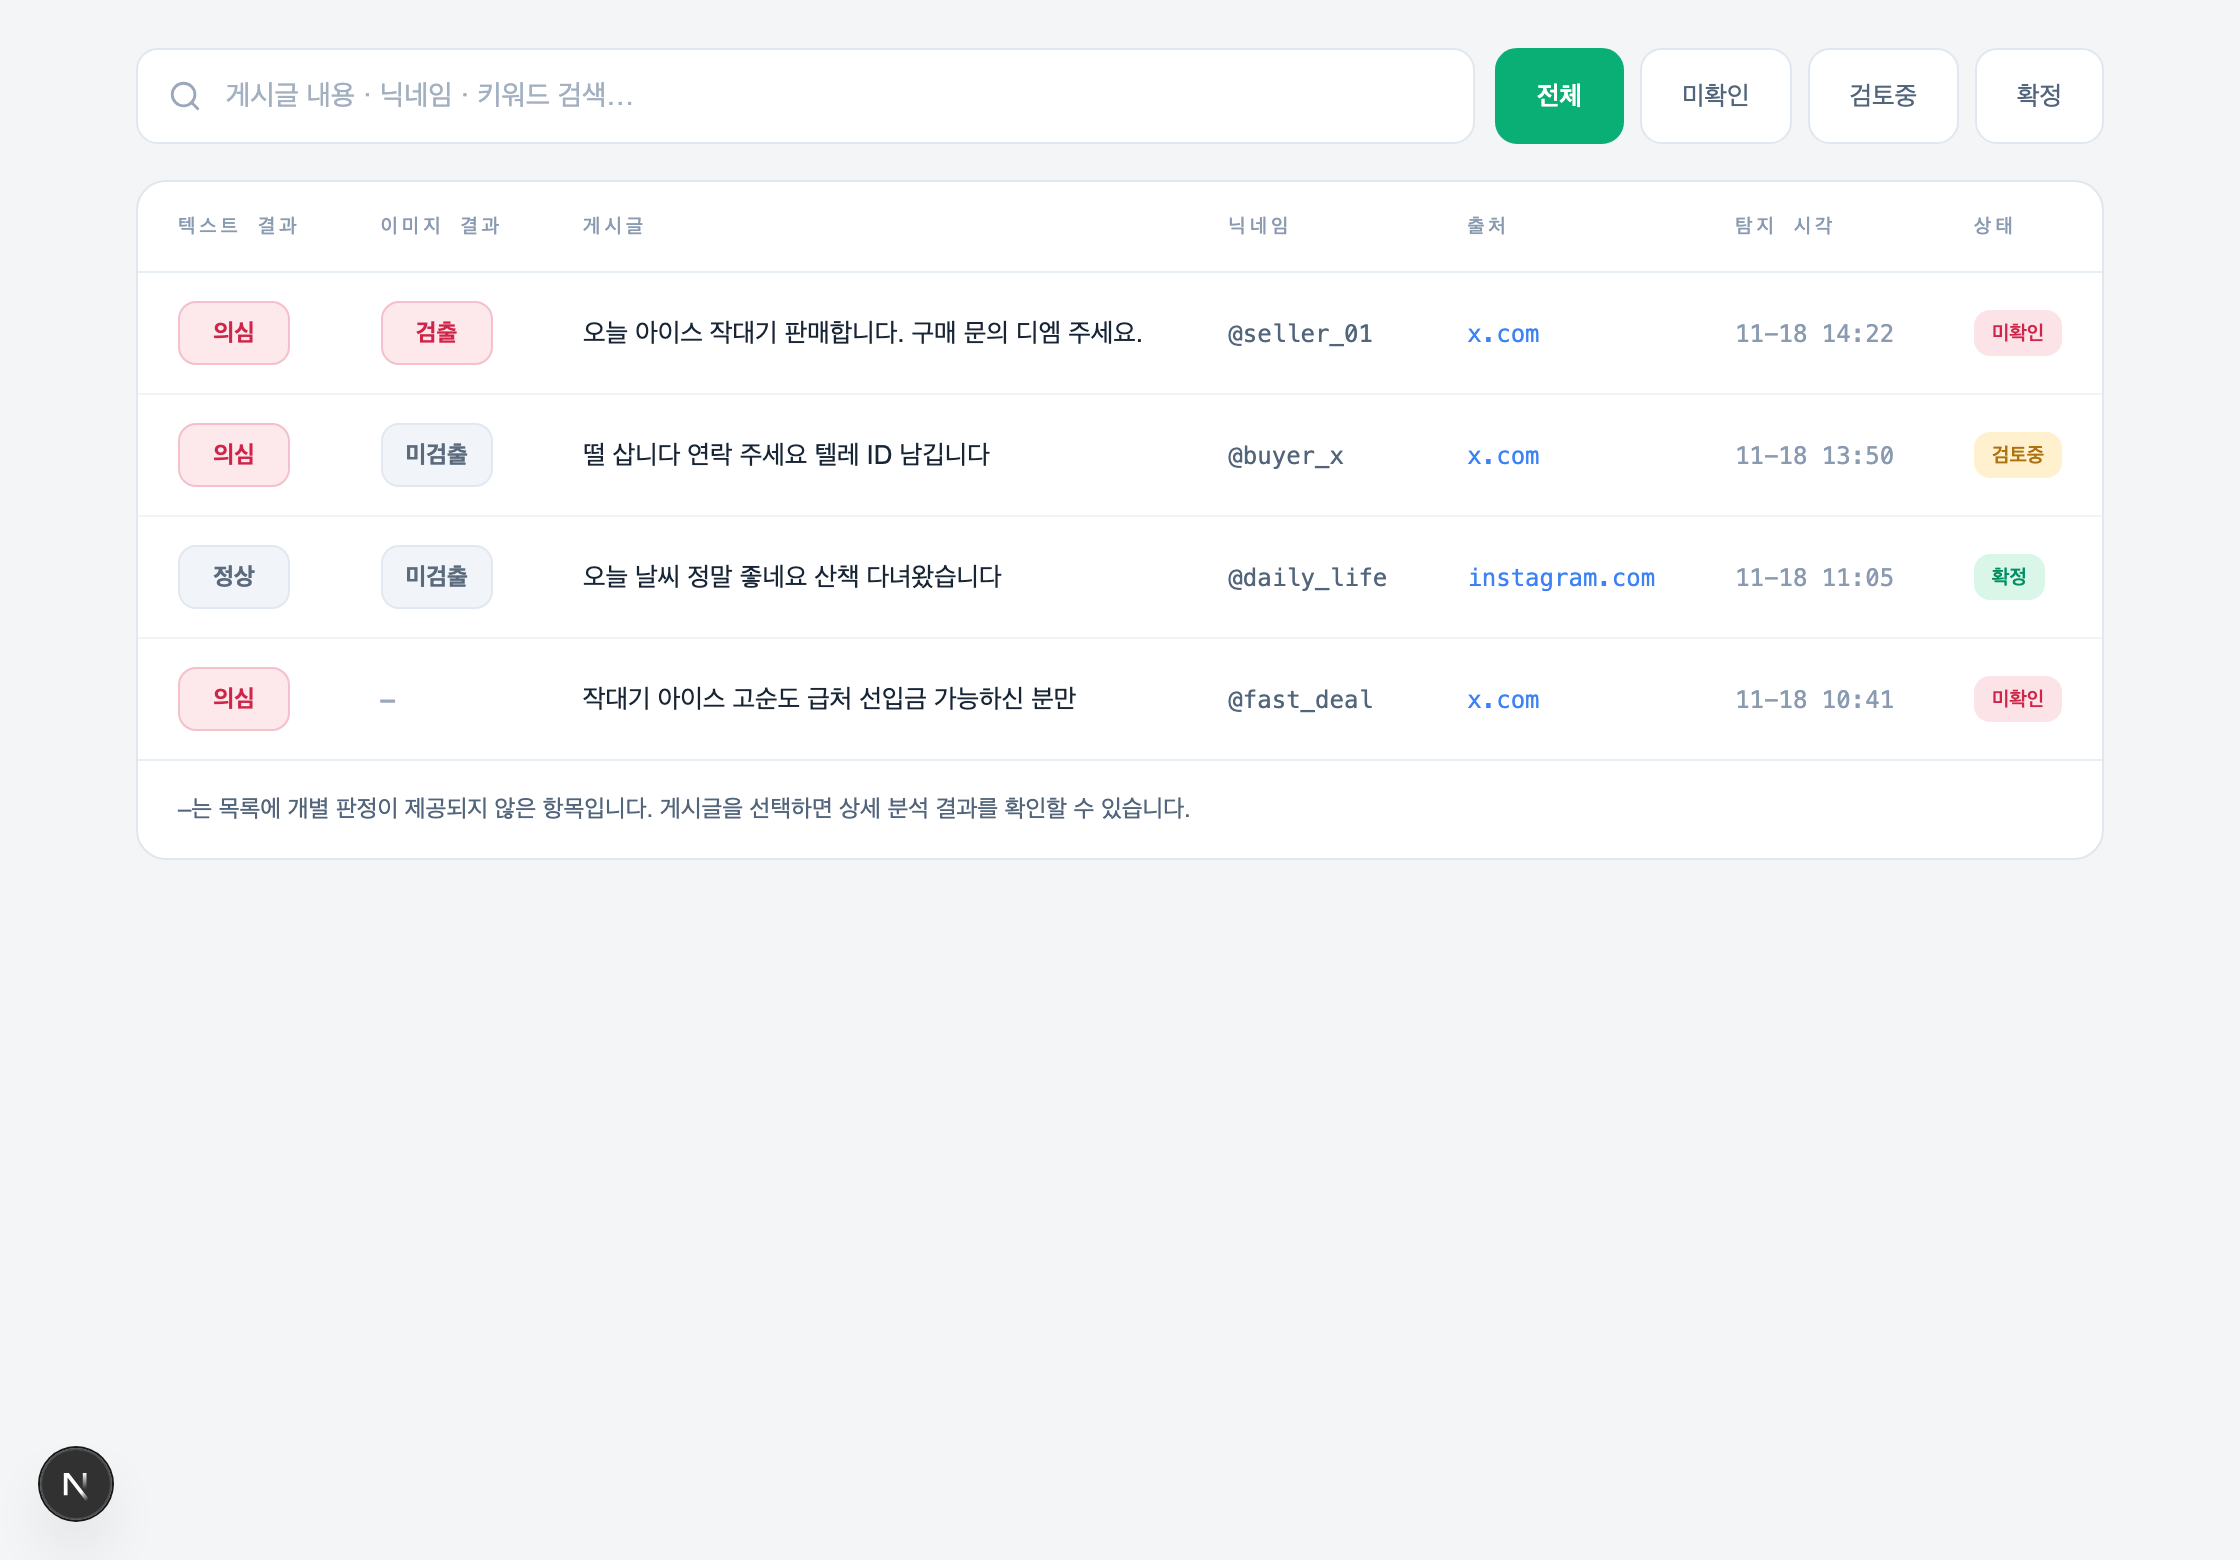 게시글 내용 · 닉네임 · 키워드 검색... 전체 미확인 검토중 확정
텍스트 결과 이미지 결과 게시글 닉네임 출처 탐지 시각 상태
의심 검출 오늘 아이스 작대기 판매합니다. 구매 문의 디엠 주세요. @seller_01 x.com 11-18 14:22 미확인
의심 미검출 떨 삽니다 연락 주세요 텔레 ID 남깁니다 @buyer_x x.com 11-18 13:50 검토중
정상 미검출 오늘 날씨 정말 좋네요 산책 다녀왔습니다 @daily_life instagram.com 11-18 11:05 확정
의심 — 작대기 아이스 고순도 급처 선입금 가능하신 분만 @fast_deal x.com 11-18 10:41 미확인
—는 목록에 개별 판정이 제공되지 않은 항목입니다. 게시글을 선택하면 상세 분석 결과를 확인할 수 있습니다.
N